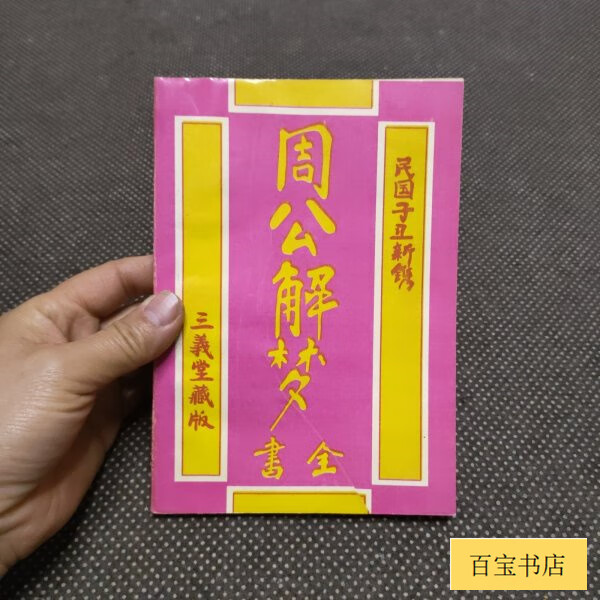 民国子丑新镌
周公解梦
全書
三義堂藏版
百宝书店